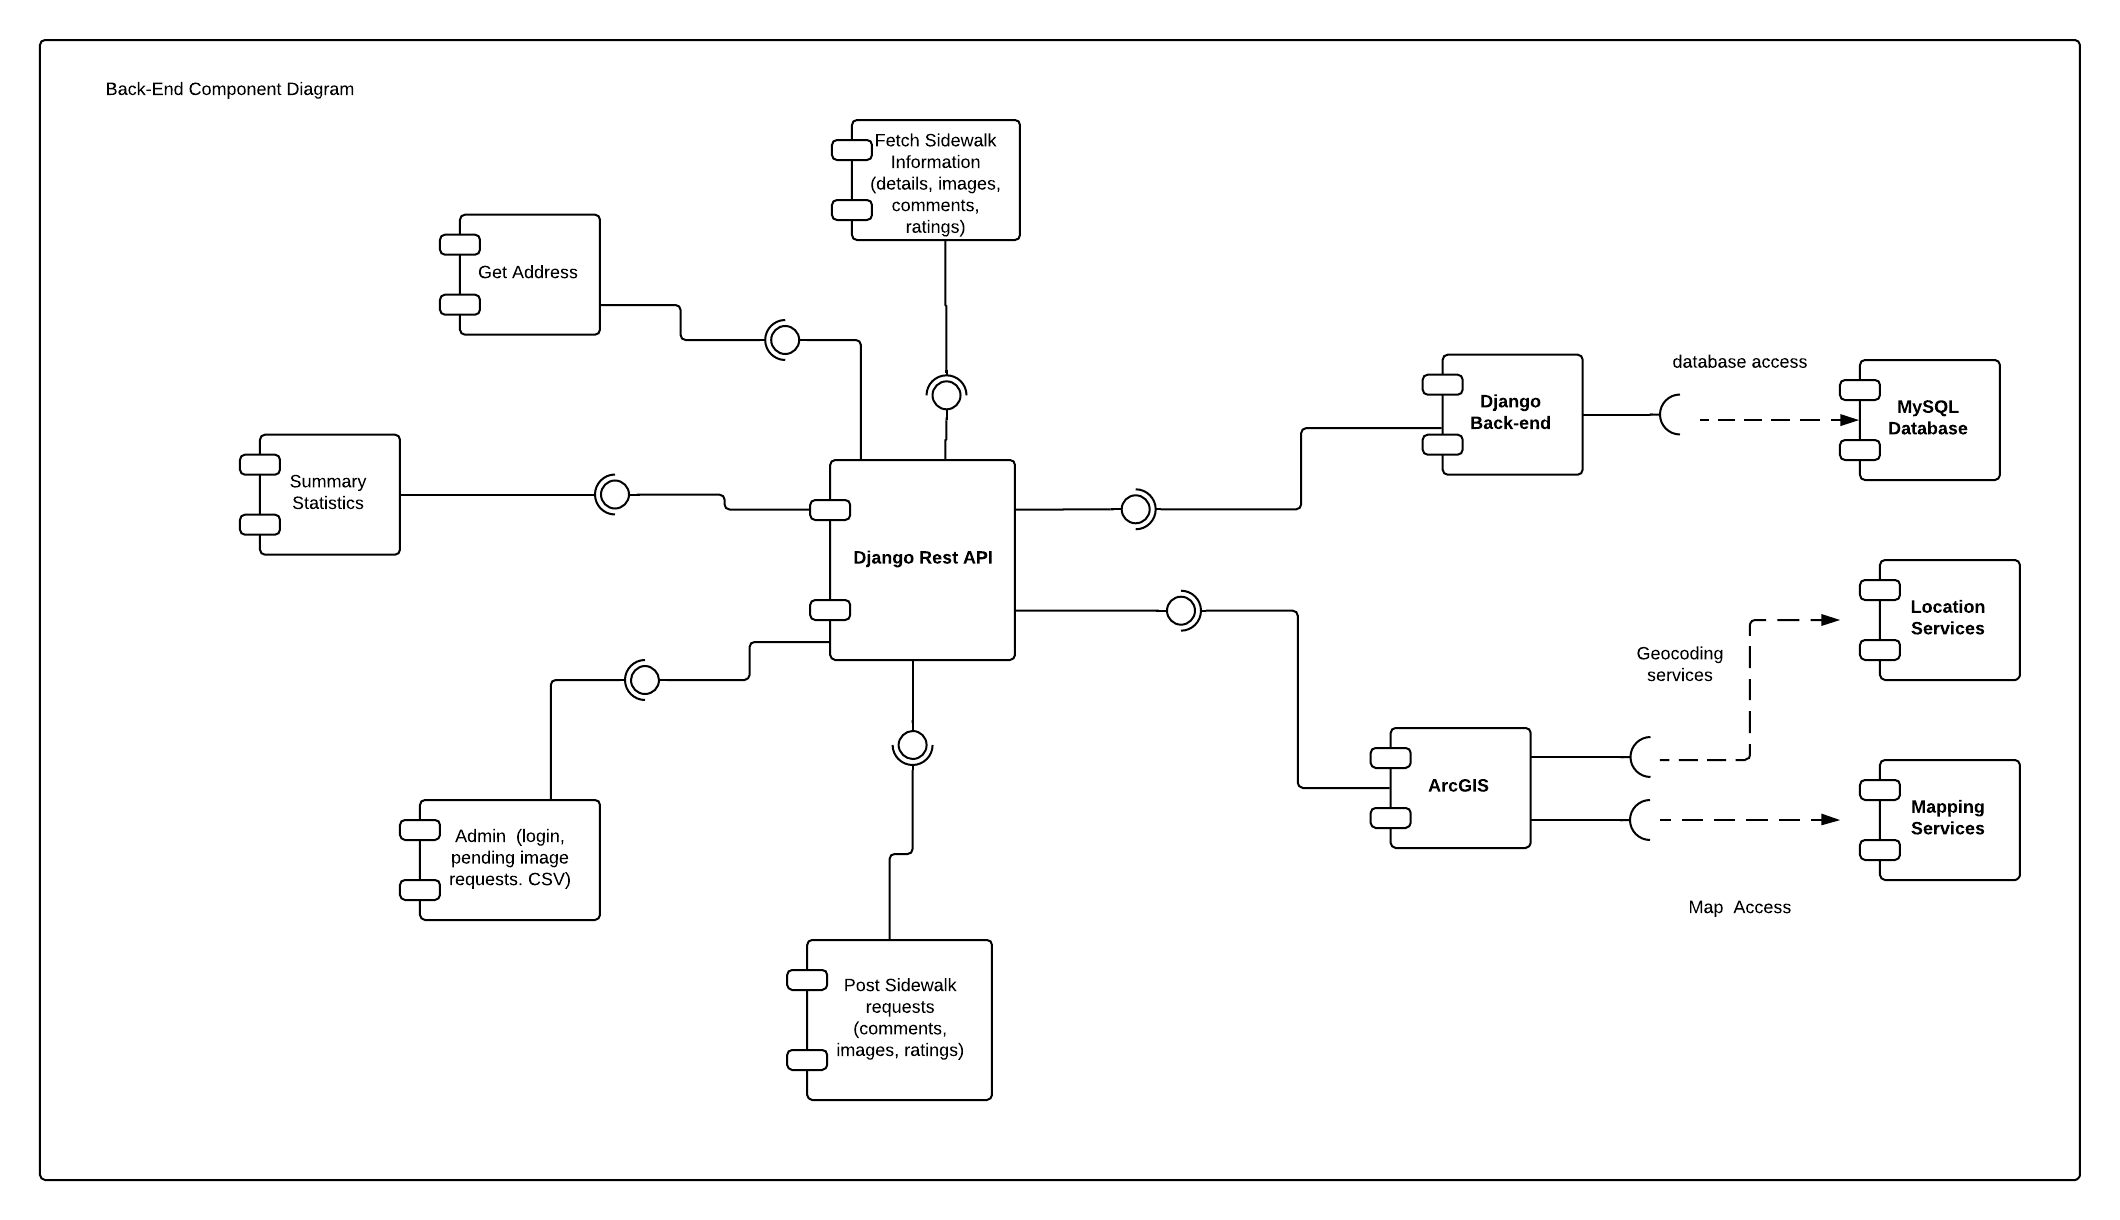 Back-End Component Diagram
Fetch Sidewalk
Information
(details, images,
comments,
ratings)
Get Address
Summary
Statistics
Django Rest API
Django
Back-end
database access
MySQL
Database
Location
Services
Geocoding
services
ArcGIS
Mapping
Services
Map  Access
Admin  (login,
pending image
requests. CSV)
Post Sidewalk
requests
(comments,
images, ratings)